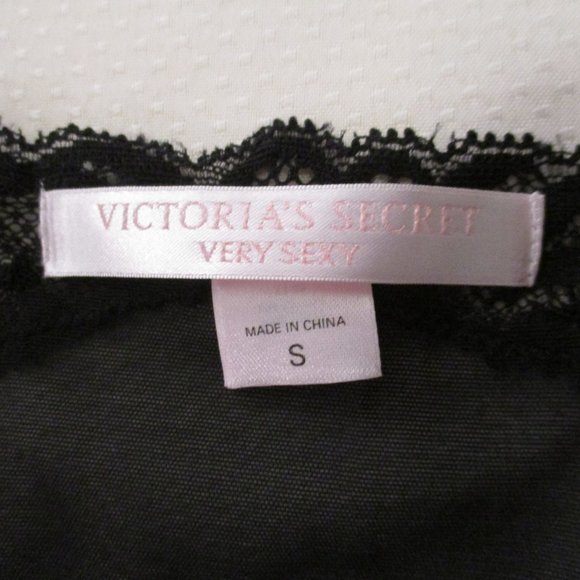 VICTORIA'S SECRET
VERY SEXY
MADE IN CHINA
S